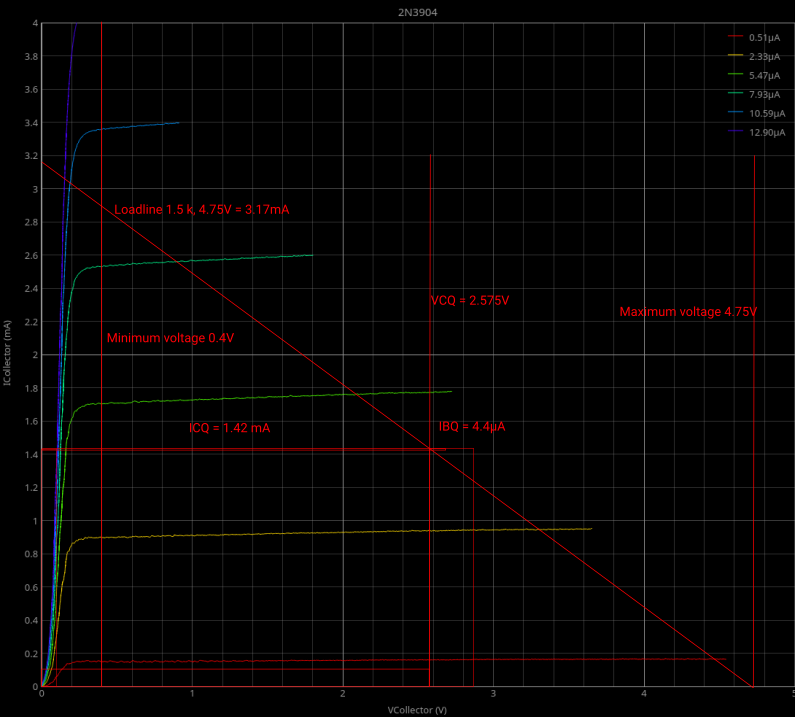 2N3904
4
3.8
3.6
3.4
3.2
3
2.8
2.6
2.4
2.2
2
1.8
1.6
1.4
1.2
1
0.8
0.6
0.4
0.2
0
ICollector (mA)
0.51µA
2.33µA
5.47µA
7.93µA
10.59µA
12.90µA
Loadline 1.5 k, 4.75V = 3.17mA
VCQ = 2.575V
Maximum voltage 4.75V
Minimum voltage 0.4V
ICQ = 1.42 mA
IBQ = 4.4µA
0
1
2
3
4
5
VCollector (V)